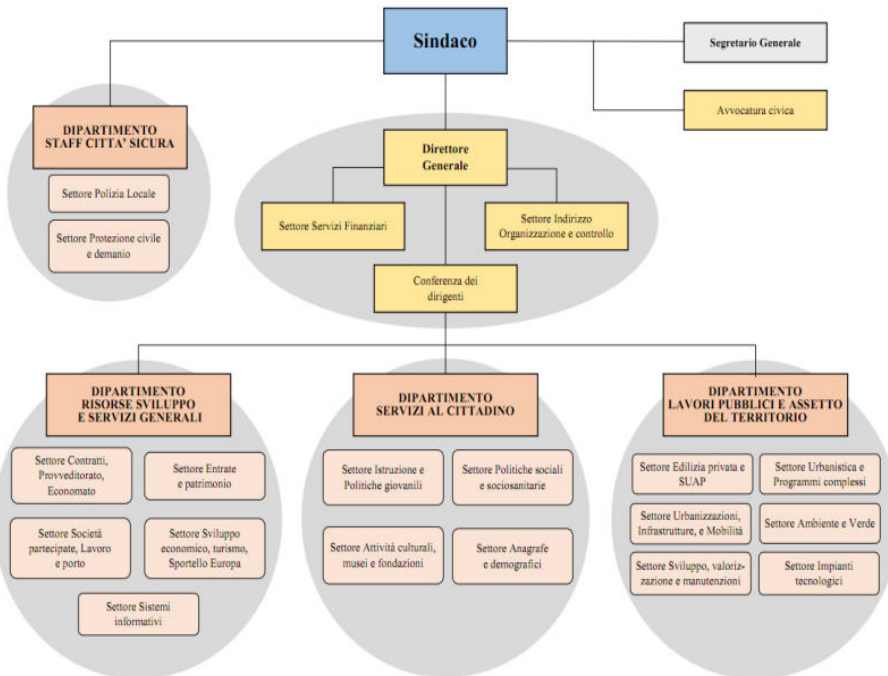 Sindaco
Segretario Generale
Avvocatura civica
DIPARTIMENTO
STAFF CITTA' SICURA
Settore Polizia Locale
Settore Protezione civile
e demanio
Direttore
Generale
Settore Servizi Finanziari
Settore Indirizzo
Organizzazione e controllo
Conferenza dei
dirigenti
DIPARTIMENTO
RISORSE SVILUPPO
E SERVIZI GENERALI
Settore Contratti,
Provveditorato,
Economato
Settore Entrate
e patrimonio
Settore Società
partecipate, Lavoro
e porto
Settore Sviluppo
economico, turismo,
Sportello Europa
Settore Sistemi
informativi
DIPARTIMENTO
SERVIZI AL CITTADINO
Settore Istruzione e
Politiche giovanili
Settore Politiche sociali
e sociosanitarie
Settore Attività culturali,
musei e fondazioni
Settore Anagrafe
e demografici
DIPARTIMENTO
LAVORI PUBBLICI E ASSETTO
DEL TERRITORIO
Settore Edilizia privata e
SUAP
Settore Urbanistica e
Programmi complessi
Settore Urbanizzazioni,
Infrastrutture, e Mobilità
Settore Ambiente e Verde
Settore Sviluppo, valoriz-
zazione e manutenzioni
Settore Impianti
tecnologici